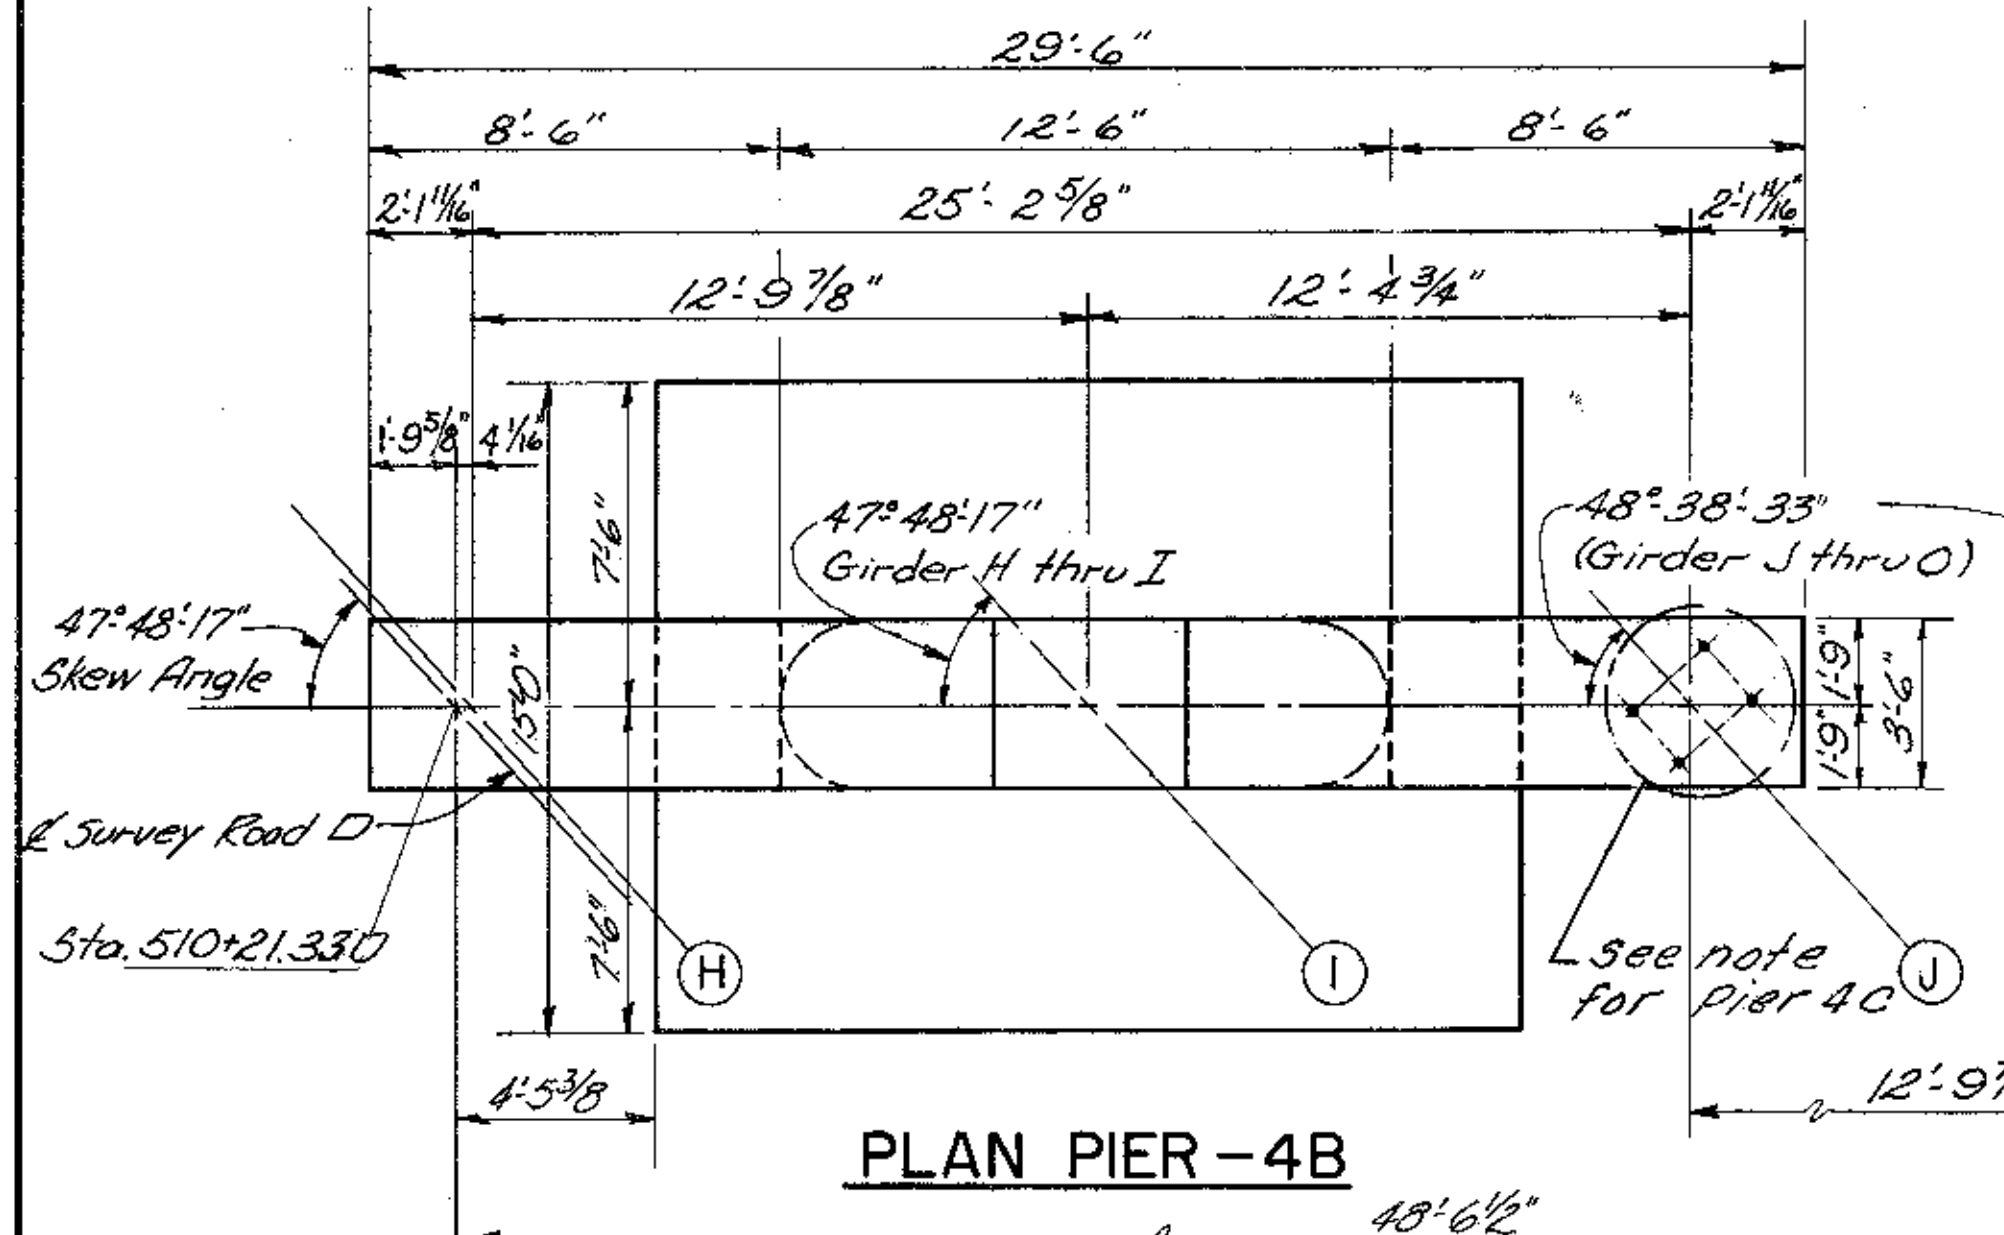 29'-6"
8'-6" 12'-6" 8'-6"
2'-1 11/16" 25'-2 5/8" 2'-1 11/16"
12'-9 7/8" 12'-4 3/4"
1'-9 5/8" 4 1/16"
7'-6"
15'-0"
7'-6"
47°-48'-17"
Girder H thru I
48°-38'-33"
(Girder J thru O)
47°-48'-17"
Skew Angle
1'-9"
1'-9"
3'-6"
℄ Survey Road D
Sta. 510+21.33D
H
I
J
see note
for Pier 4C
4'-5 3/8
12'-9 7
PLAN PIER-4B
48'-6 1/2"